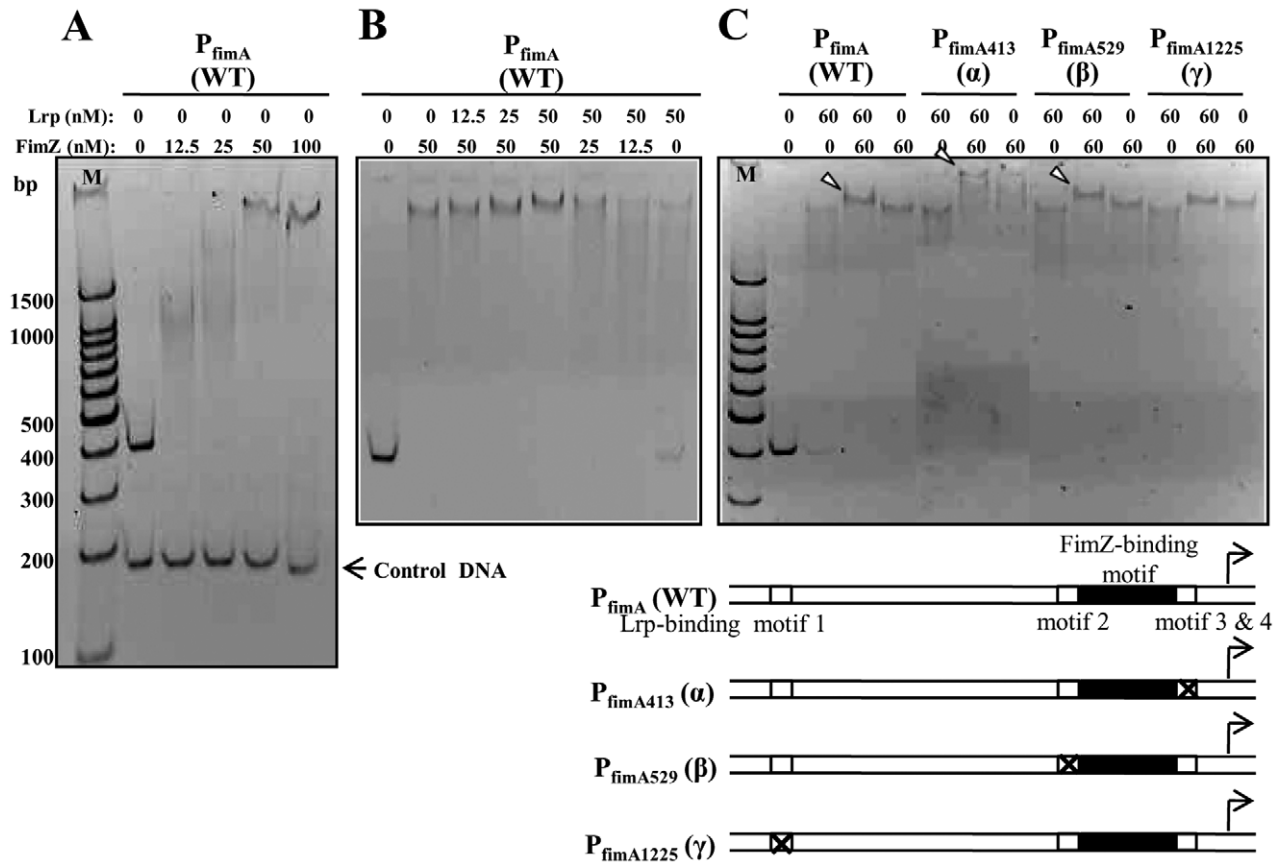 A B C
PfimA (WT) PfimA (WT) PfimA (WT) PfimA413 (α) PfimA529 (β) PfimA1225 (γ)
Lrp (nM): 0 0 0 0 0 0 0 12.5 25 50 50 50 50 0 60 60 0 60 60 0 60 60 0 60 60 0
FimZ (nM): 0 12.5 25 50 100 0 50 50 50 50 25 12.5 0 0 0 60 60 0 60 60 0 60 60 0 60 60
bp M M
1500
1000
500
400
300
200
100
Control DNA
FimZ-binding
motif
PfimA (WT)
Lrp-binding motif 1 motif 2 motif 3 & 4
PfimA413 (α)
PfimA529 (β)
PfimA1225 (γ)